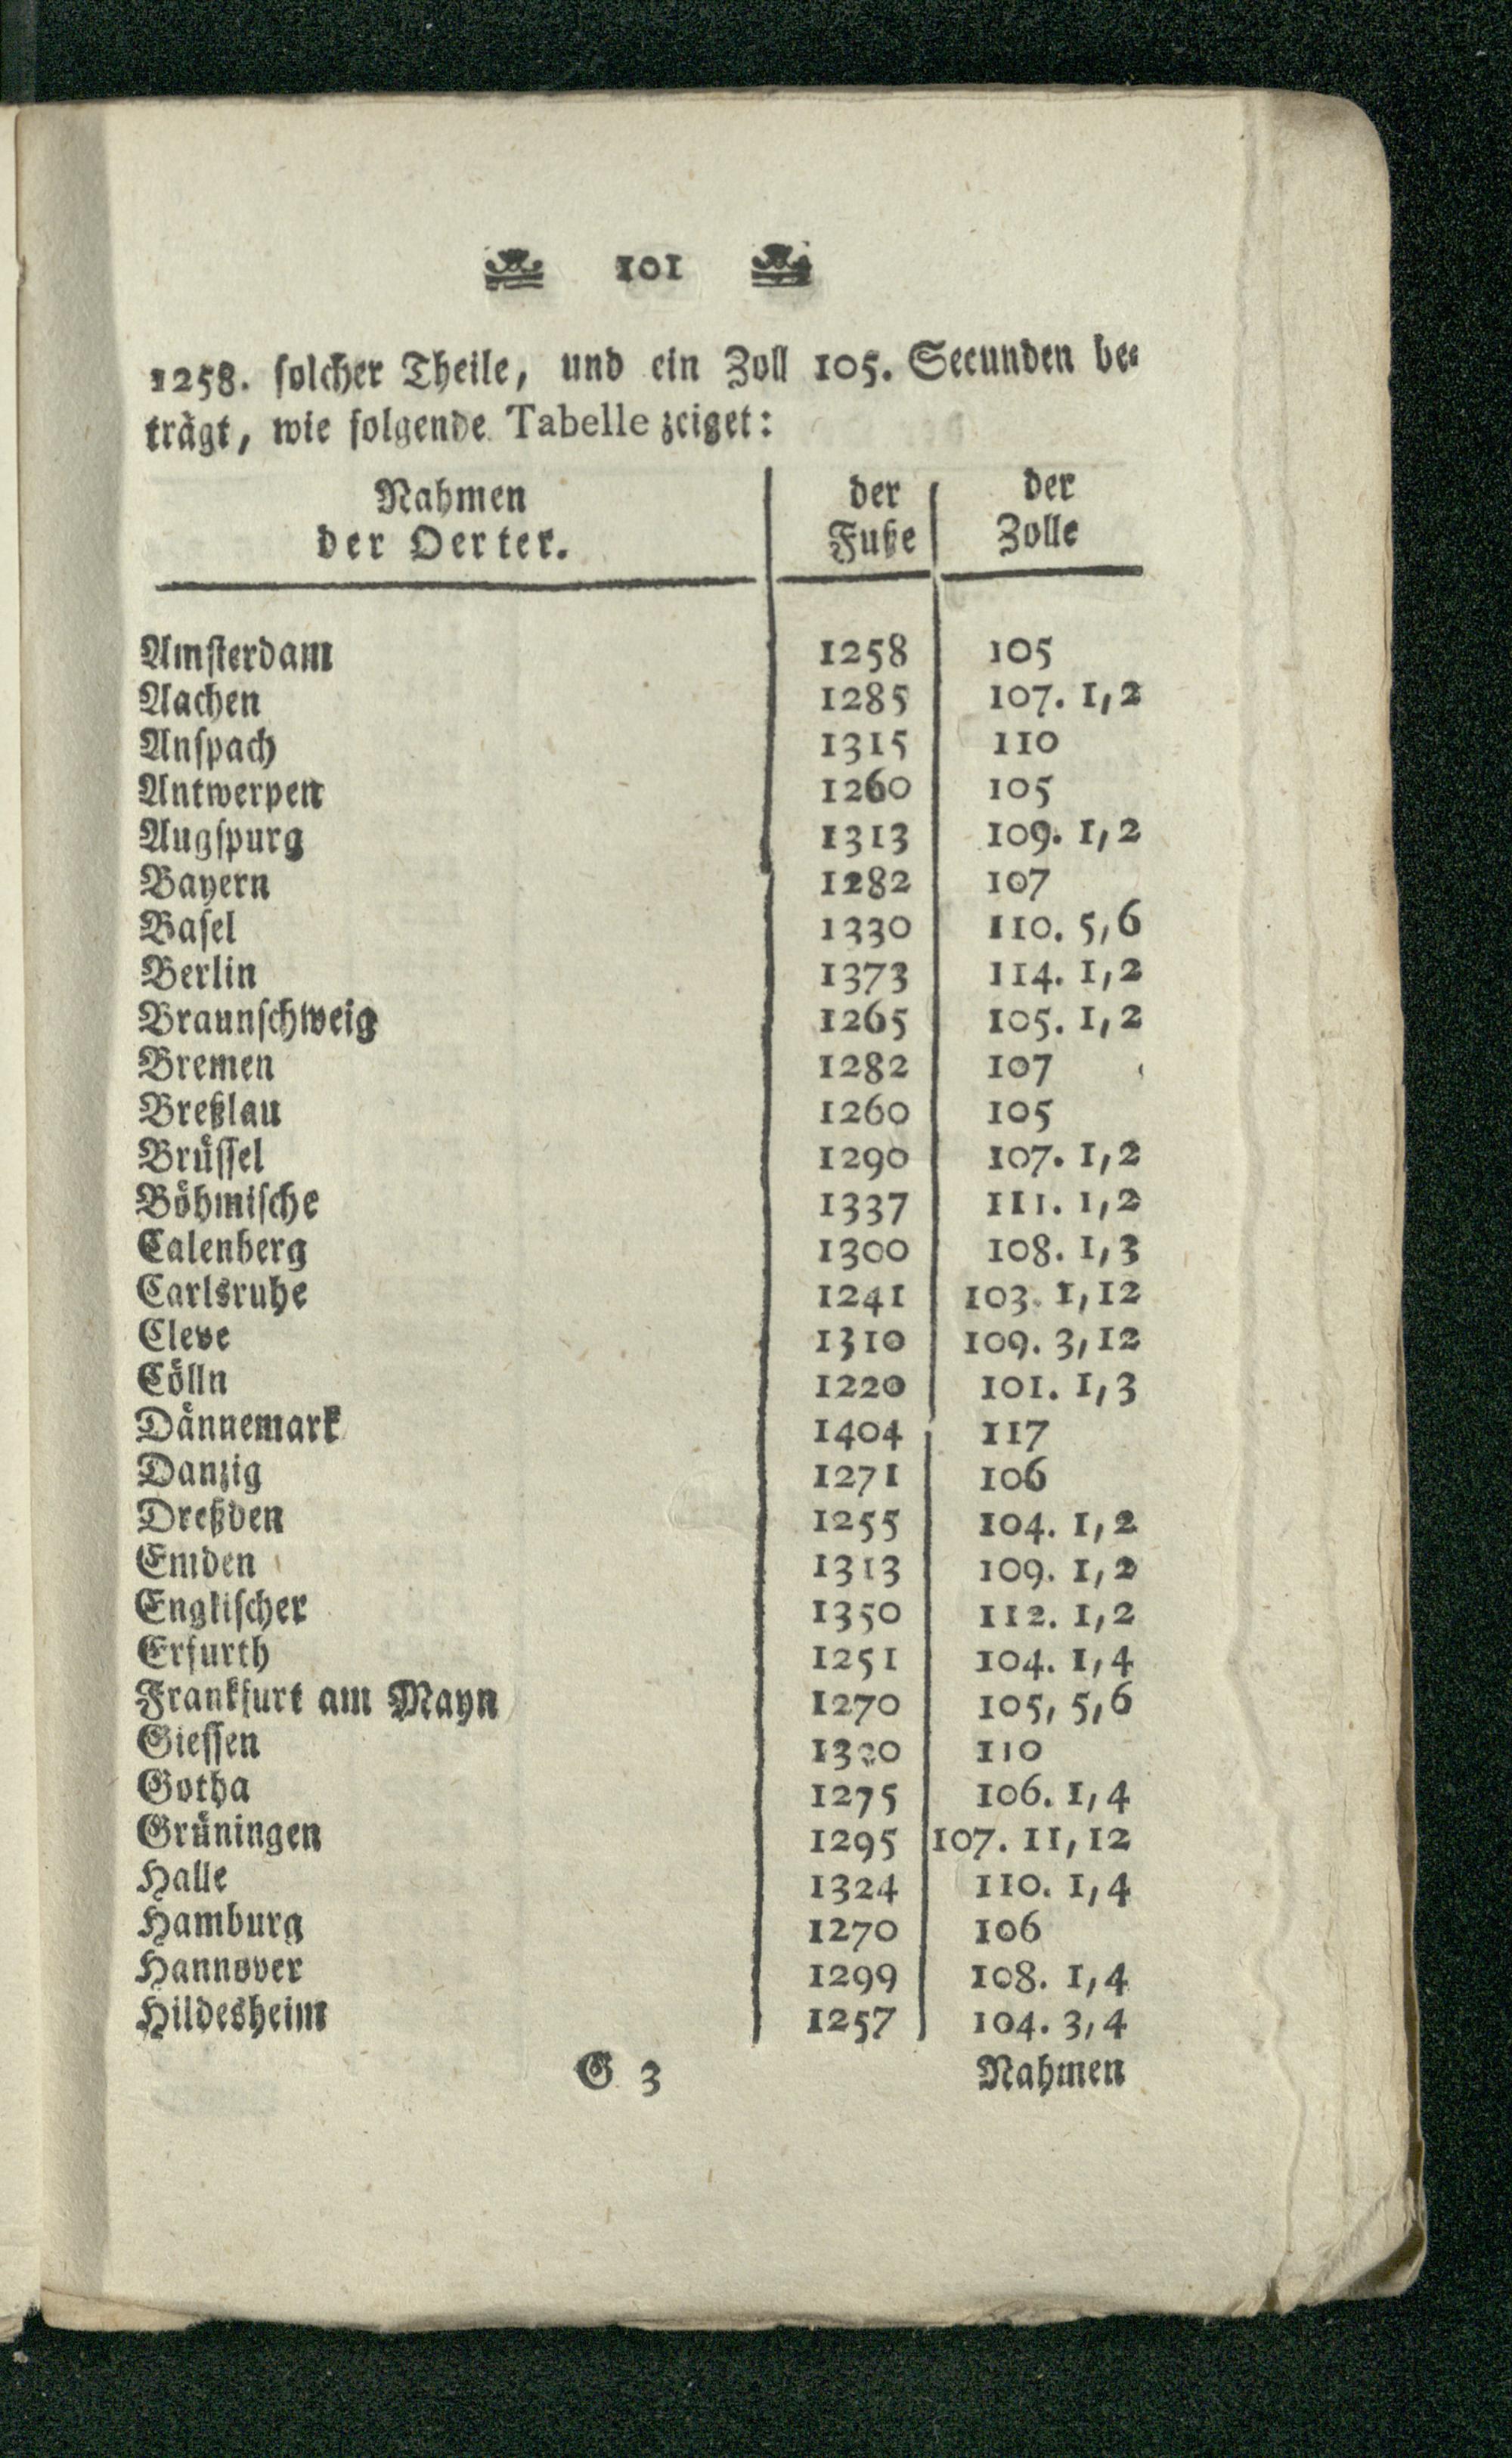 101
1258. solcher Theile, und ein Zoll 105. Secunden be⸗
trägt, wie folgende Tabelle zeiget:
Nahmen der Oerter. | der Fuße | der Zolle
Amsterdam 1258 105
Aachen 1285 107. 1,2
Anspach 1315 110
Antwerpen 1260 105
Augspurg 1313 109. 1,2
Bayern 1282 107
Basel 1330 110. 5,6
Berlin 1373 114. 1,2
Braunschweig 1265 105. 1,2
Bremen 1282 107
Breßlau 1260 105
Brüssel 1290 107. 1,2
Böhmische 1337 111. 1,2
Calenberg 1300 108. 1,3
Carlsruhe 1241 103. 1,12
Cleve 1310 109. 3,12
Cölln 1220 101. 1,3
Dännemark 1404 117
Danzig 1271 106
Dreßden 1255 104. 1,2
Emden 1313 109. 1,2
Englischer 1350 112. 1,2
Erfurth 1251 104. 1,4
Frankfurt am Mayn 1270 105, 5,6
Giessen 110
Gotha 1275 106. 1,4
Grüningen 1295 107. 11,12
Halle 1324 110. 1,4
Hamburg 1270 106
Hannover 1299 108. 1,4
Hildesheim 1257 104. 3,4
G 3 Nahmen